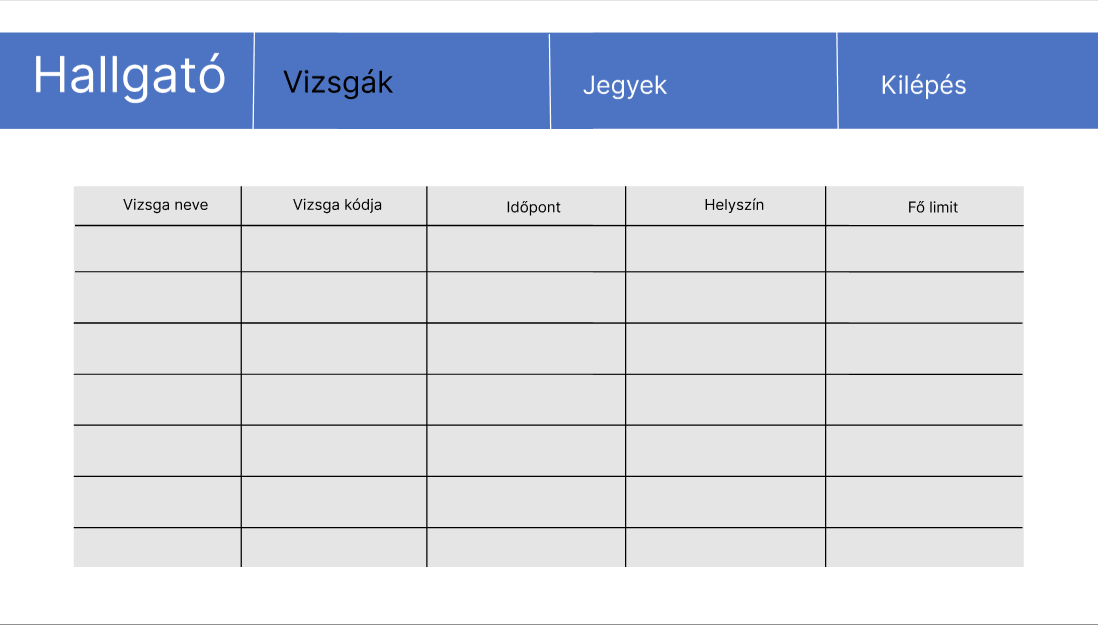 Hallgató
Vizsgák
Jegyek
Kilépés
Vizsga neve
Vizsga kódja
Időpont
Helyszín
Fő limit